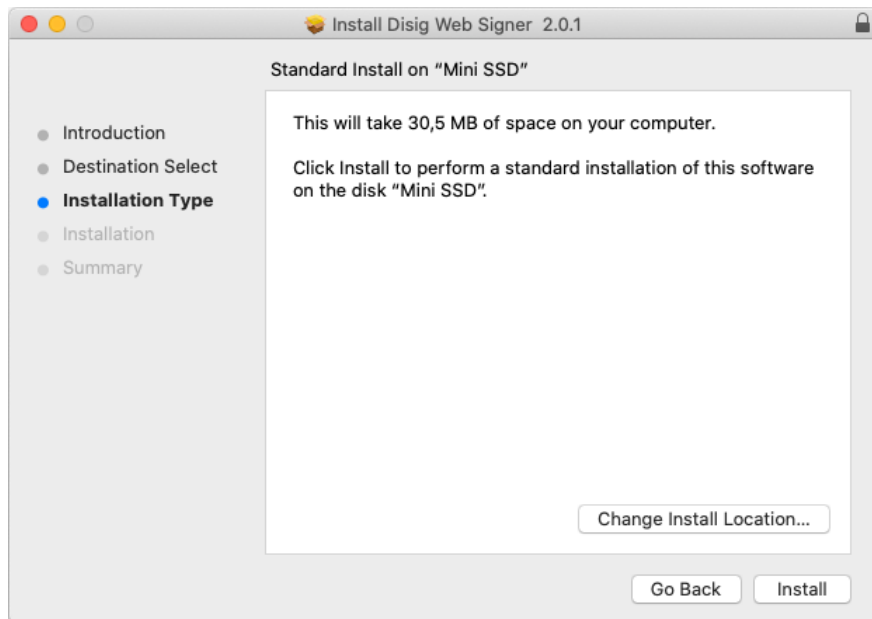 Install Disig Web Signer 2.0.1
Standard Install on “Mini SSD”
Introduction
Destination Select
Installation Type
Installation
Summary
This will take 30,5 MB of space on your computer.
Click Install to perform a standard installation of this software
on the disk “Mini SSD”.
Change Install Location...
Go Back
Install